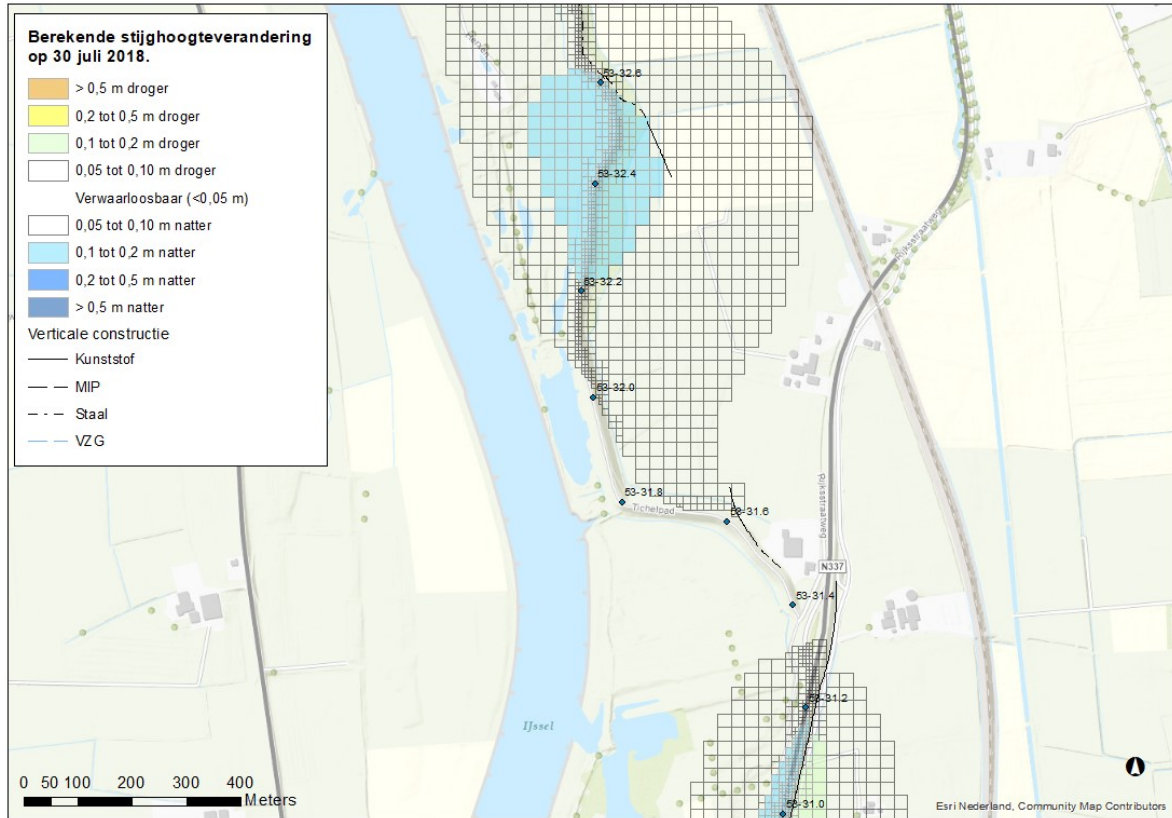 Berekende stijghoogteverandering
op 30 juli 2018.
> 0,5 m droger
0,2 tot 0,5 m droger
0,1 tot 0,2 m droger
0,05 tot 0,10 m droger
Verwaarloosbaar (<0,05 m)
0,05 tot 0,10 m natter
0,1 tot 0,2 m natter
0,2 tot 0,5 m natter
> 0,5 m natter
Verticale constructie
Kunststof
MIP
Staal
VZG
53-32.6
53-32.4
Rijksstraatweg
53-32.2
53-32.0
53-31.8
Tichelpad
53-31.6
Rijksstraatweg
N337
53-31.4
53-31.2
IJssel
53-31.0
0 50 100 200 300 400
Meters
Esri Nederland, Community Map Contributors